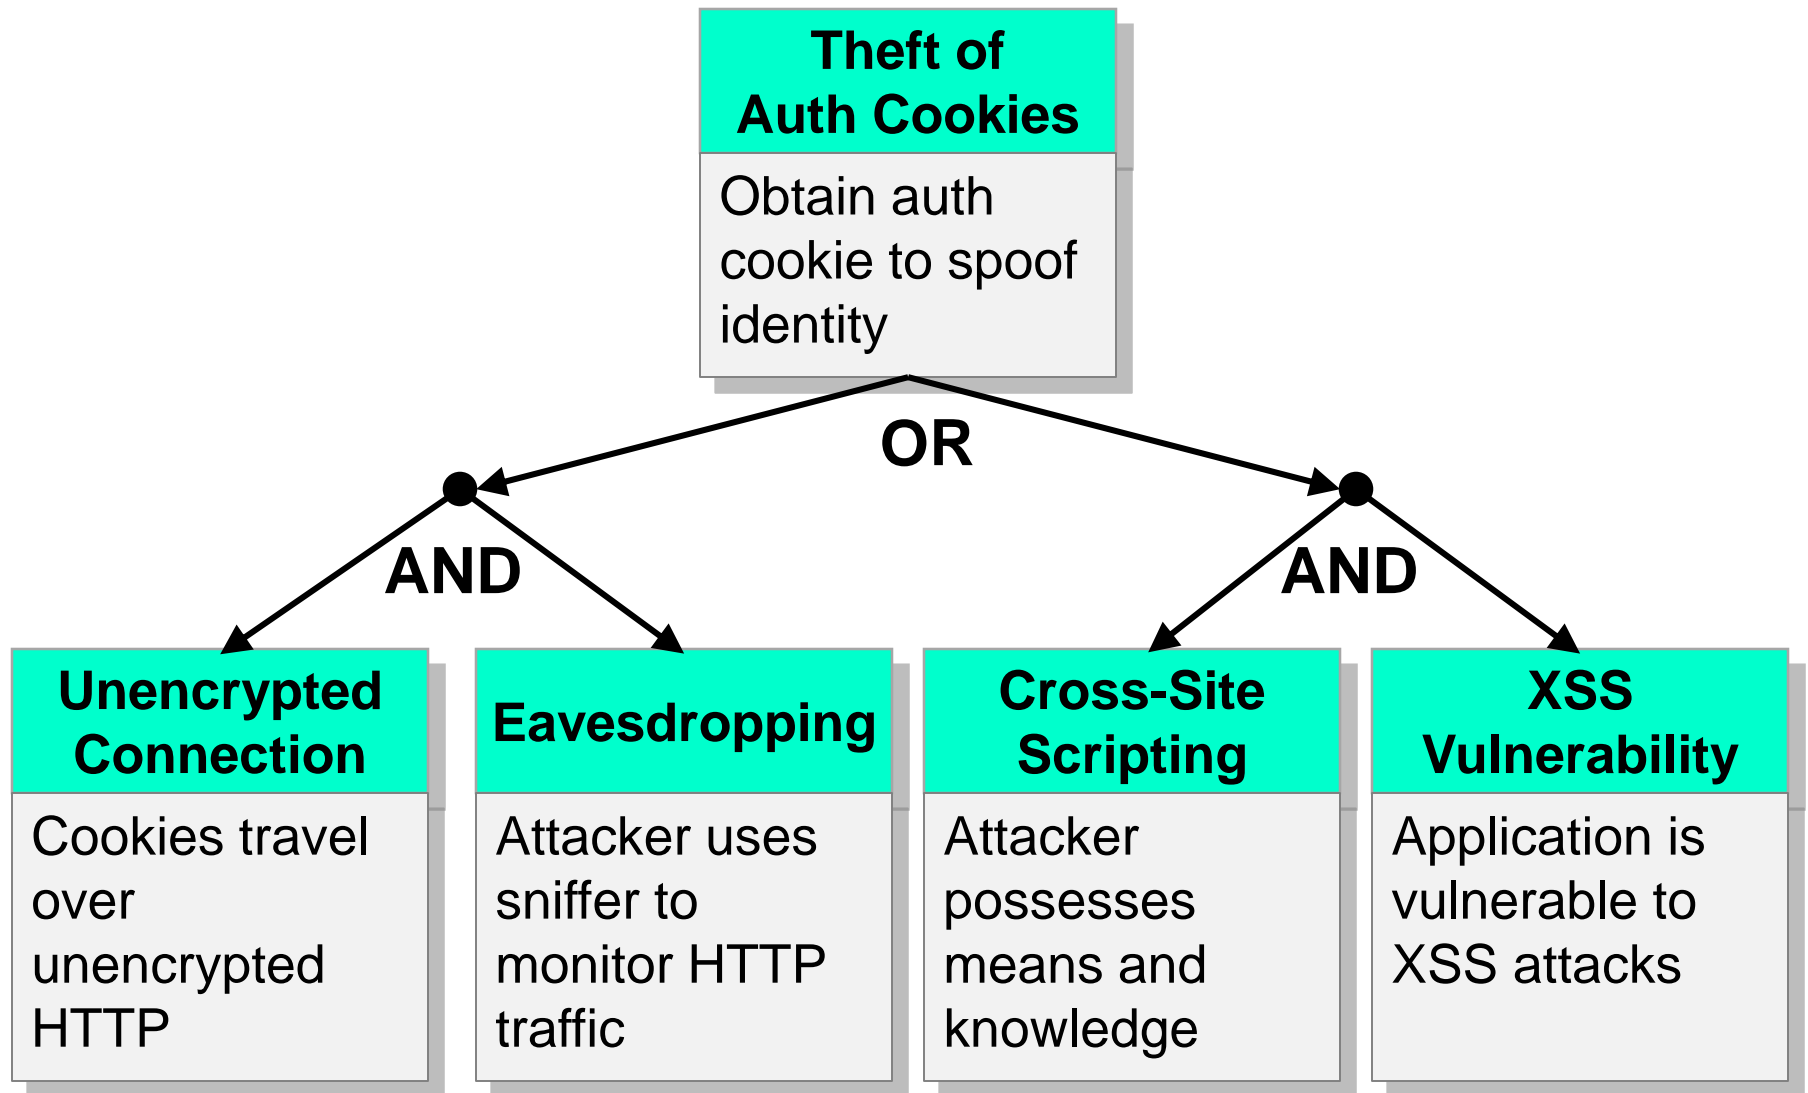 Theft of
Auth Cookies
Obtain auth
cookie to spoof
identity
OR
AND
AND
Unencrypted
Connection
Cookies travel
over
unencrypted
HTTP
Eavesdropping
Attacker uses
sniffer to
monitor HTTP
traffic
Cross-Site
Scripting
Attacker
possesses
means and
knowledge
XSS
Vulnerability
Application is
vulnerable to
XSS attacks